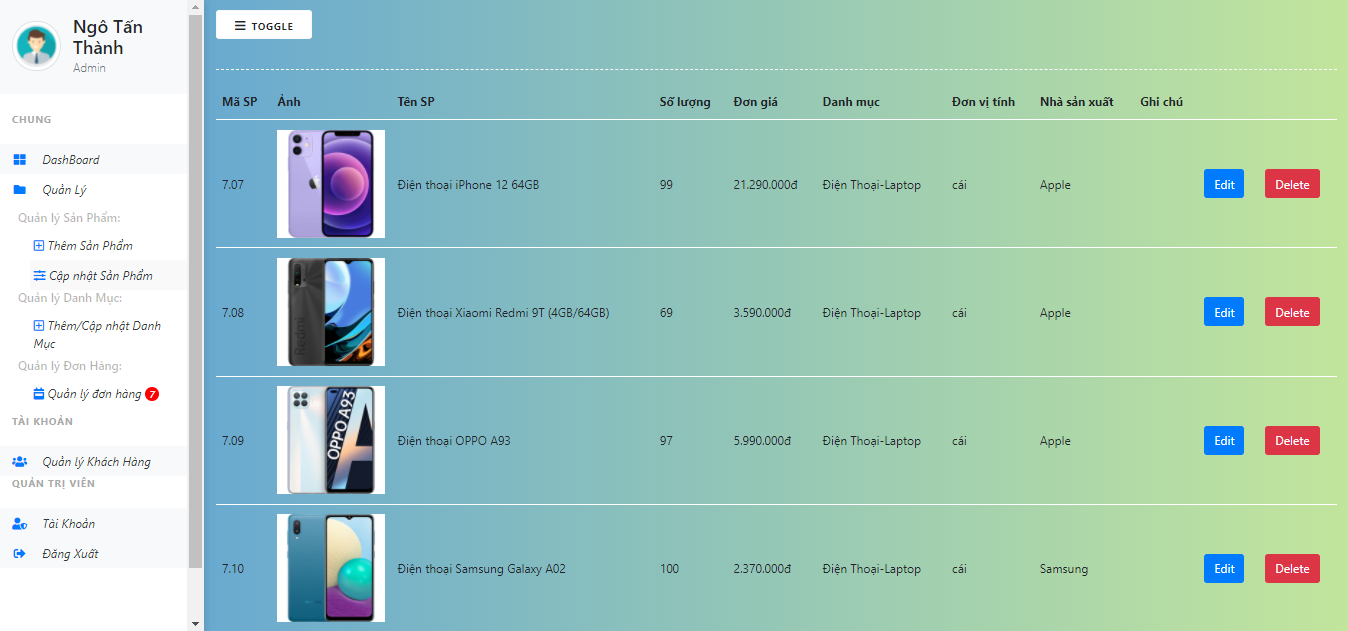 Ngô Tấn
Thành
Admin
CHUNG
DashBoard
Quản Lý
Quản lý Sản Phẩm:
Thêm Sản Phẩm
Cập nhật Sản Phẩm
Quản lý Danh Mục:
Thêm/Cập nhật Danh
Mục
Quản lý Đơn Hàng:
Quản lý đơn hàng 7
TÀI KHOẢN
Quản lý Khách Hàng
QUẢN TRỊ VIÊN
Tài Khoản
Đăng Xuất
TOGGLE
Mã SP Ảnh Tên SP Số lượng Đơn giá Danh mục Đơn vị tính Nhà sản xuất Ghi chú
7.07 Điện thoại iPhone 12 64GB 99 21.290.000đ Điện Thoại-Laptop cái Apple Edit Delete
Redmi
7.08 Điện thoại Xiaomi Redmi 9T (4GB/64GB) 69 3.590.000đ Điện Thoại-Laptop cái Apple Edit Delete
OPPO A93
7.09 Điện thoại OPPO A93 97 5.990.000đ Điện Thoại-Laptop cái Apple Edit Delete
7.10 Điện thoại Samsung Galaxy A02 100 2.370.000đ Điện Thoại-Laptop cái Samsung Edit Delete